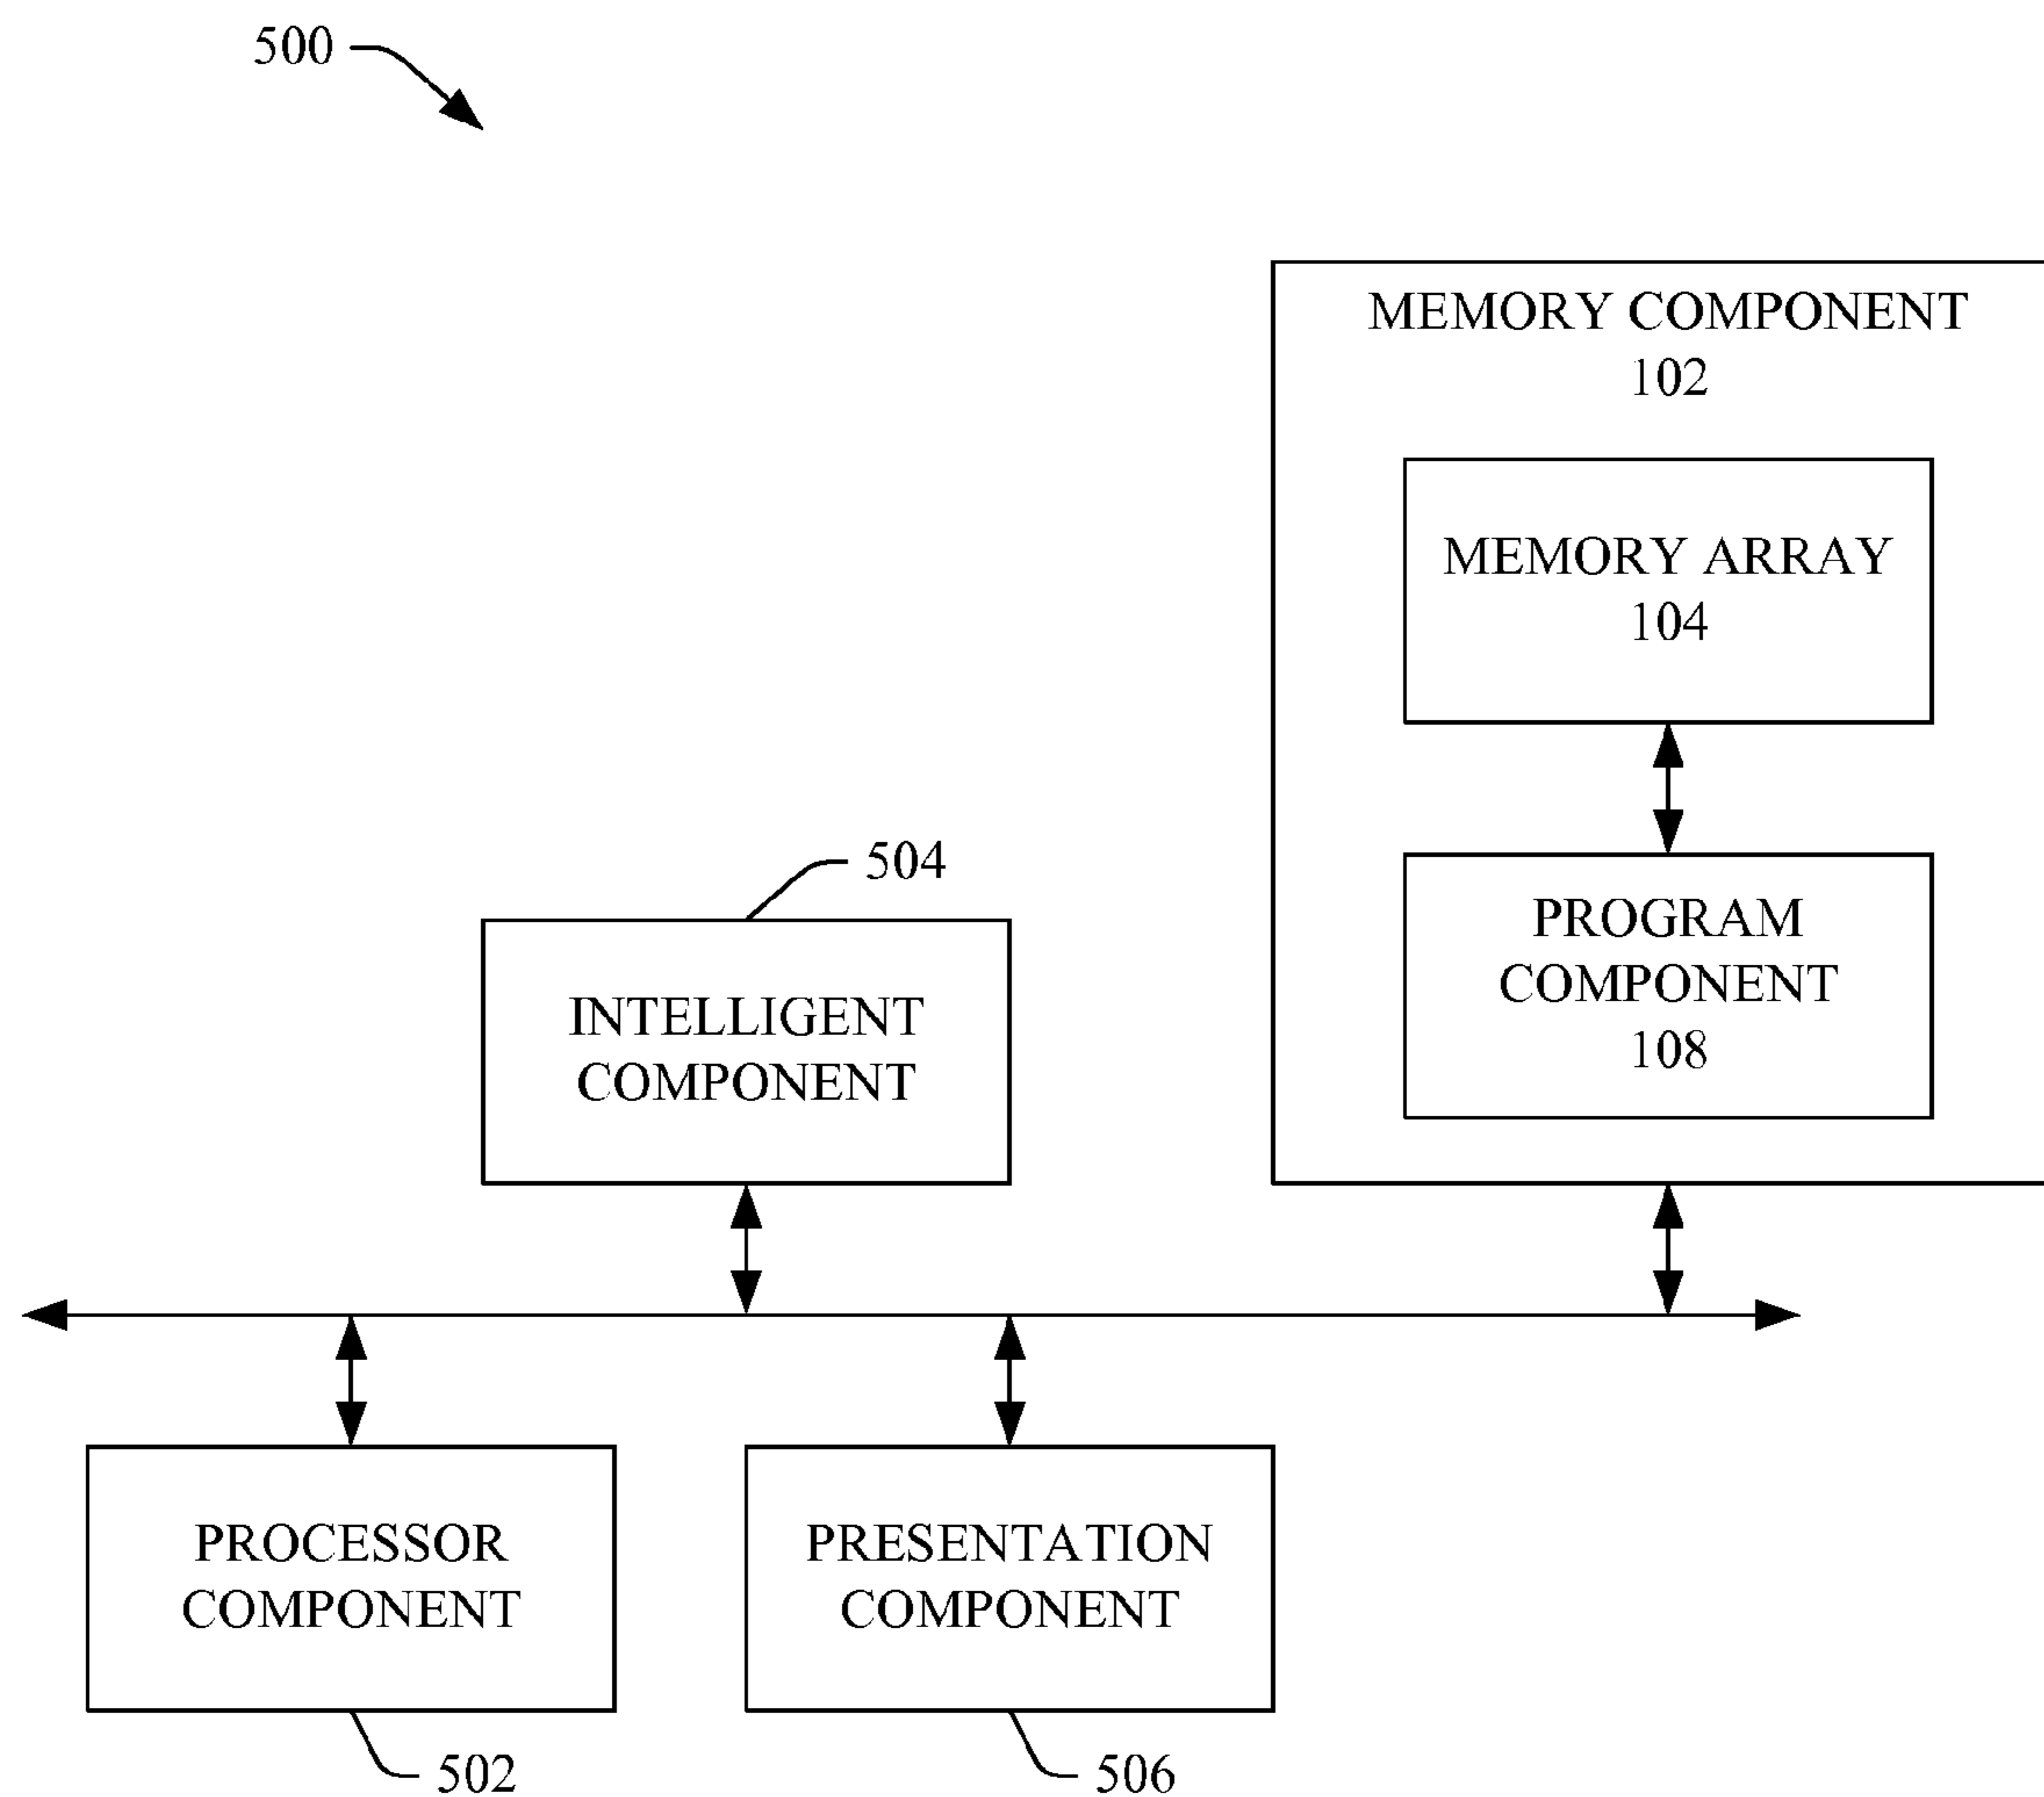 500
MEMORY COMPONENT
102
MEMORY ARRAY
104
504
PROGRAM
COMPONENT
108
INTELLIGENT
COMPONENT
PROCESSOR
COMPONENT
PRESENTATION
COMPONENT
502
506